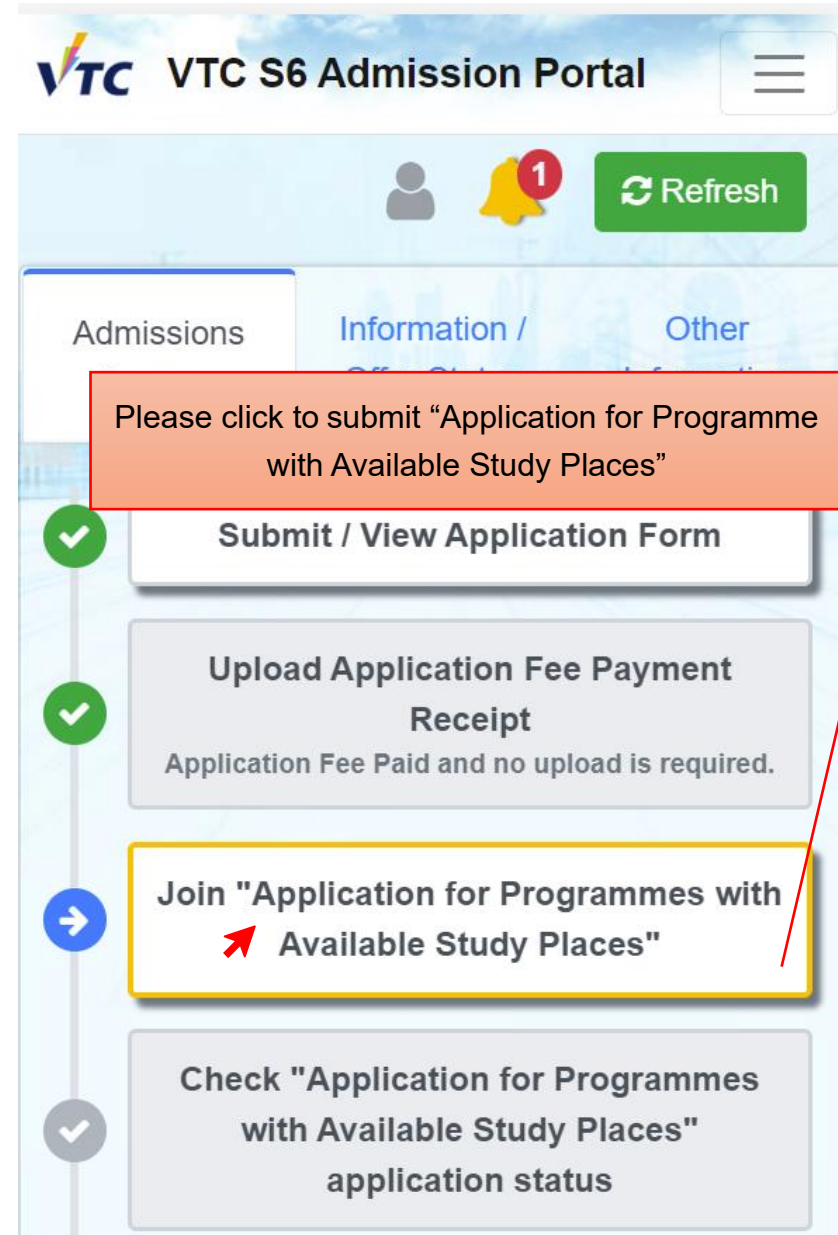 VTC VTC S6 Admission Portal
1
Refresh
Admissions
Information /
Other
Please click to submit “Application for Programme
with Available Study Places”
Submit / View Application Form
Upload Application Fee Payment
Receipt
Application Fee Paid and no upload is required.
Join "Application for Programmes with
Available Study Places"
Check "Application for Programmes
with Available Study Places"
application status